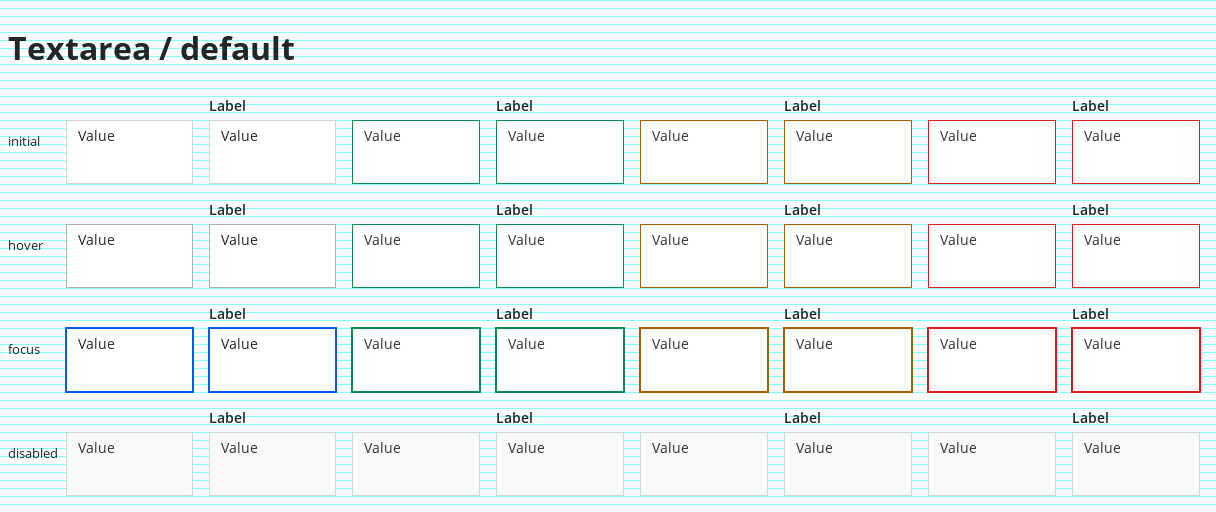 Textarea / default
Label Label Label Label
initial Value Value Value Value Value Value Value Value
Label Label Label Label
hover Value Value Value Value Value Value Value Value
Label Label Label Label
focus Value Value Value Value Value Value Value Value
Label Label Label Label
disabled Value Value Value Value Value Value Value Value